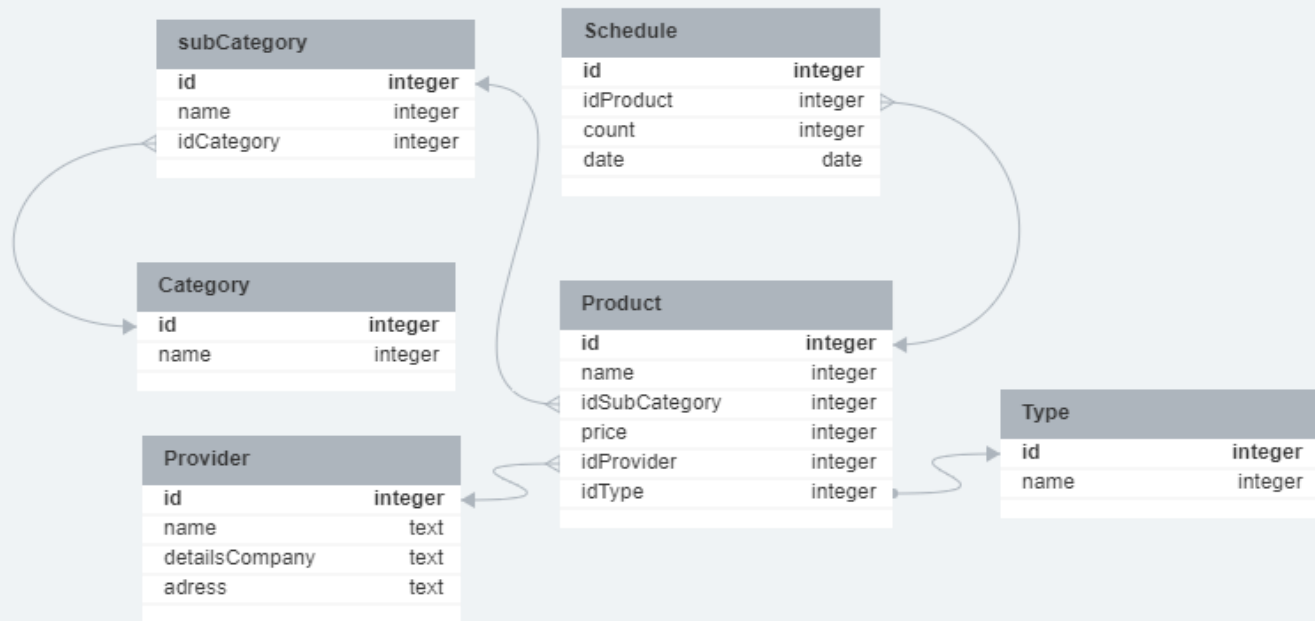 subCategory
id integer
name integer
idCategory integer
Schedule
id integer
idProduct integer
count integer
date date
Category
id integer
name integer
Product
id integer
name integer
idSubCategory integer
price integer
idProvider integer
idType integer
Type
id integer
name integer
Provider
id integer
name text
detailsCompany text
adress text